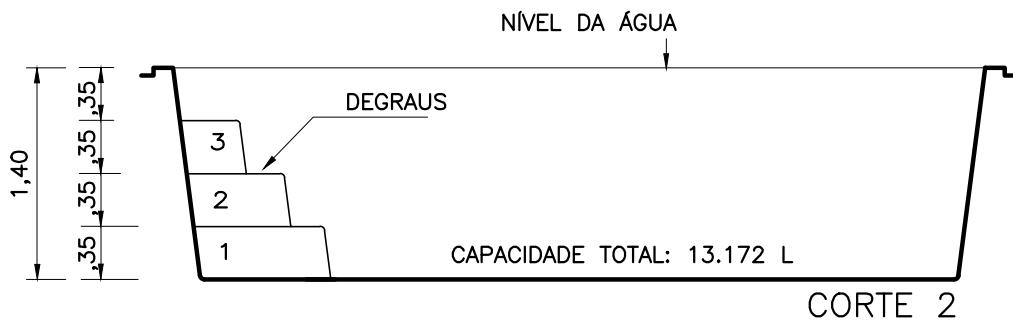 NÍVEL DA ÁGUA
DEGRAUS
1,40
,35
,35
,35
,35
3
2
1
CAPACIDADE TOTAL: 13.172 L
CORTE 2